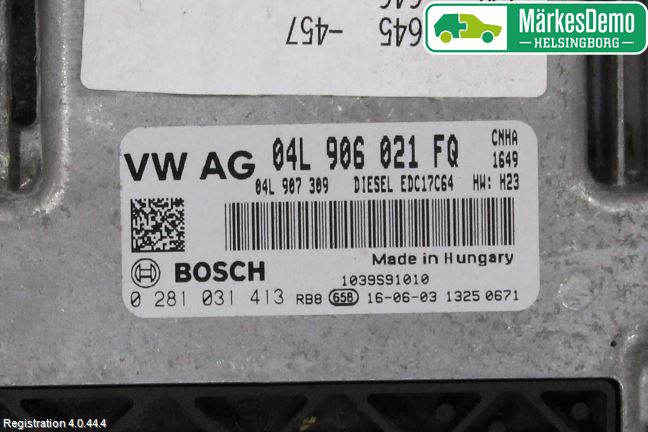 645
-457
MärkesDemo
HELSINGBORG
VW AG 04L 906 021 FQ CNHA
1649
04L 907 309 DIESEL EDC17C64 HW: H23
Made in Hungary
BOSCH 1039S91010
0 281 031 413 RB8 65B 16-06-03 1325 0671
Registration 4.0.44.4